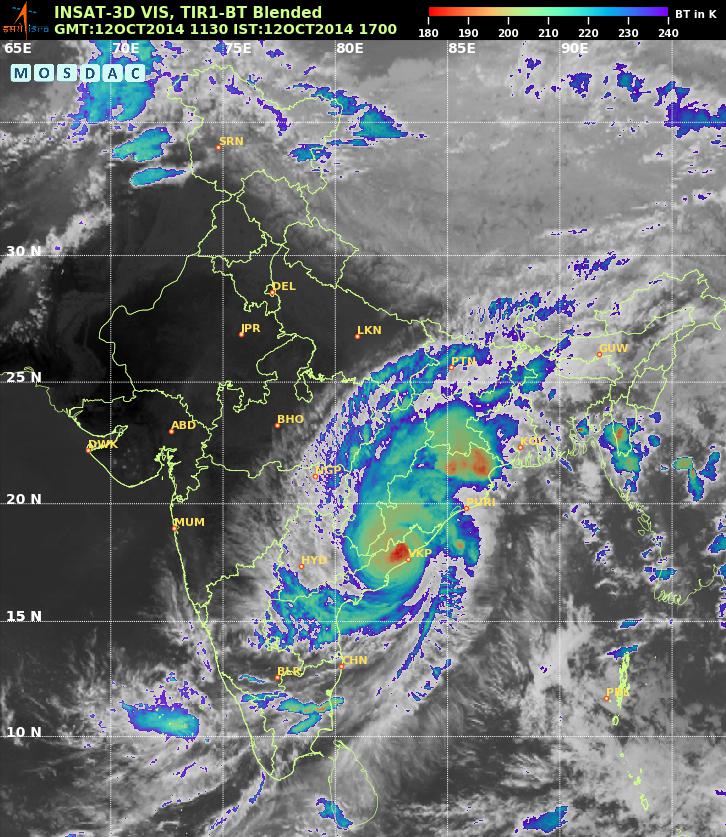 INSAT-3D VIS, TIR1-BT Blended
GMT:12OCT2014 1130 IST:12OCT2014 1700
180 190 200 210 220 230 240 BT in K
65E 70E 75E 80E 85E 90E
MOSDAC
SRN
30 N
DEL
JPR LKN
GUW
PTN
25 N
BHO
ABD
DWK KOL
NGP
20 N
PURI
MUM
VKP
HYD
15 N
CHN
BLR
PBL
10 N